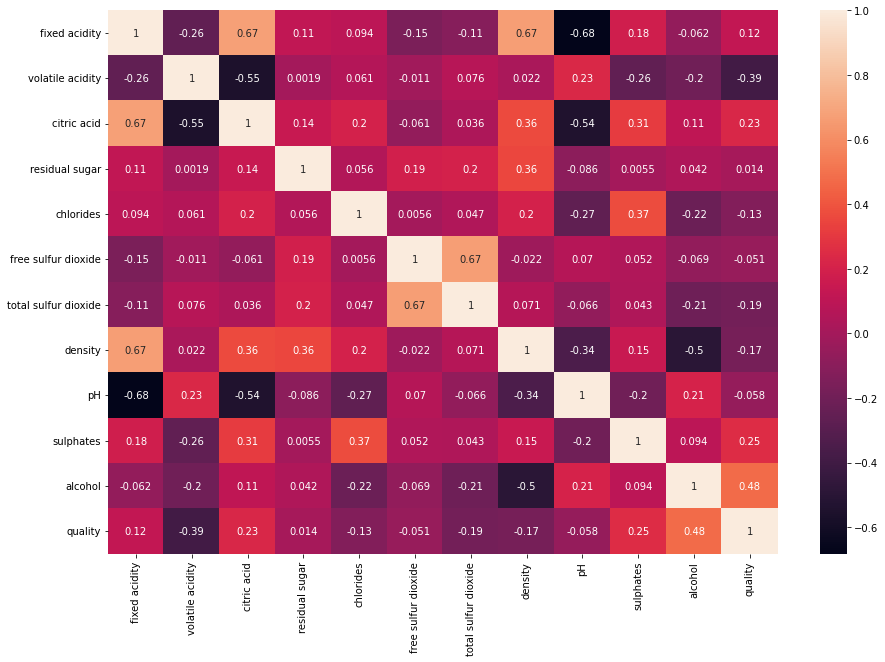 fixed acidity 1 -0.26 0.67 0.11 0.094 -0.15 -0.11 0.67 -0.68 0.18 -0.062 0.12
volatile acidity -0.26 1 -0.55 0.0019 0.061 -0.011 0.076 0.022 0.23 -0.26 -0.2 -0.39
citric acid 0.67 -0.55 1 0.14 0.2 -0.061 0.036 0.36 -0.54 0.31 0.11 0.23
residual sugar 0.11 0.0019 0.14 1 0.056 0.19 0.2 0.36 -0.086 0.0055 0.042 0.014
chlorides 0.094 0.061 0.2 0.056 1 0.0056 0.047 0.2 -0.27 0.37 -0.22 -0.13
free sulfur dioxide -0.15 -0.011 -0.061 0.19 0.0056 1 0.67 -0.022 0.07 0.052 -0.069 -0.051
total sulfur dioxide -0.11 0.076 0.036 0.2 0.047 0.67 1 0.071 -0.066 0.043 -0.21 -0.19
density 0.67 0.022 0.36 0.36 0.2 -0.022 0.071 1 -0.34 0.15 -0.5 -0.17
pH -0.68 0.23 -0.54 -0.086 -0.27 0.07 -0.066 -0.34 1 -0.2 0.21 -0.058
sulphates 0.18 -0.26 0.31 0.0055 0.37 0.052 0.043 0.15 -0.2 1 0.094 0.25
alcohol -0.062 -0.2 0.11 0.042 -0.22 -0.069 -0.21 -0.5 0.21 0.094 1 0.48
quality 0.12 -0.39 0.23 0.014 -0.13 -0.051 -0.19 -0.17 -0.058 0.25 0.48 1
fixed acidity
volatile acidity
citric acid
residual sugar
chlorides
free sulfur dioxide
total sulfur dioxide
density
pH
sulphates
alcohol
quality
1.0
0.8
0.6
0.4
0.2
0.0
−0.2
−0.4
−0.6